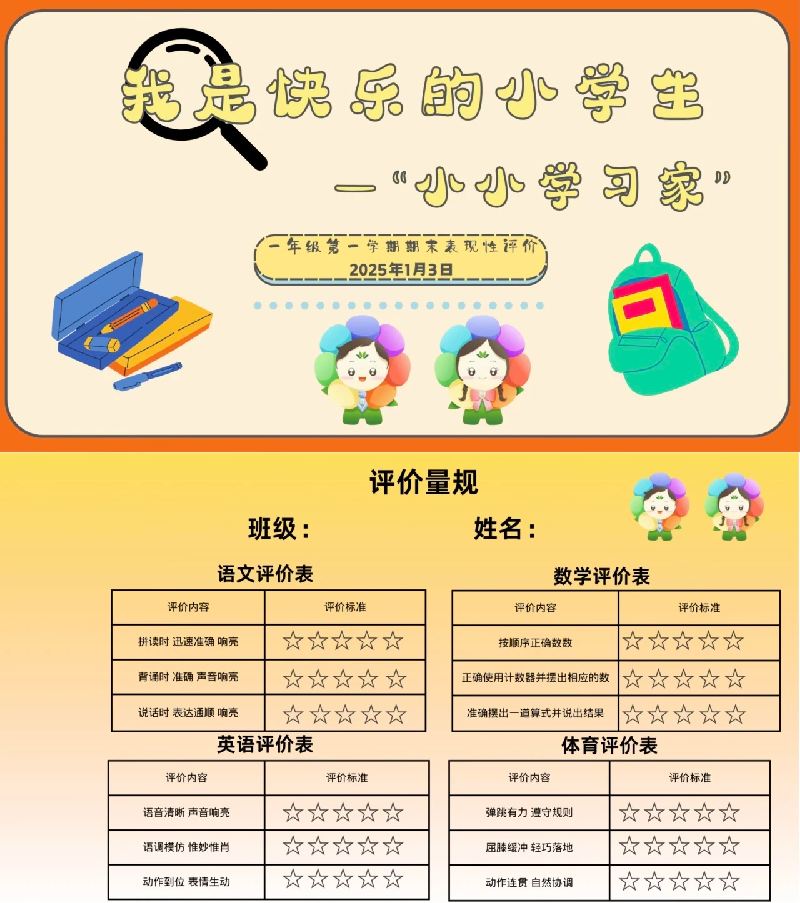 我是快乐的小学生
—“小小学习家”
一年级第一学期期末表现性评价
2025年1月3日
评价量规
班级： 姓名：
语文评价表
评价内容 评价标准
拼读时 迅速准确 响亮 ☆☆☆☆☆
背诵时 准确 声音响亮 ☆☆☆☆☆
说话时 表达通顺 响亮 ☆☆☆☆☆
数学评价表
评价内容 评价标准
按顺序正确数数 ☆☆☆☆☆
正确使用计数器并摆出相应的数 ☆☆☆☆☆
准确摆出一道算式并说出结果 ☆☆☆☆☆
英语评价表
评价内容 评价标准
语音清晰 声音响亮 ☆☆☆☆☆
语调模仿 惟妙惟肖 ☆☆☆☆☆
动作到位 表情生动 ☆☆☆☆☆
体育评价表
评价内容 评价标准
弹跳有力 遵守规则 ☆☆☆☆☆
屈膝缓冲 轻巧落地 ☆☆☆☆☆
动作连贯 自然协调 ☆☆☆☆☆